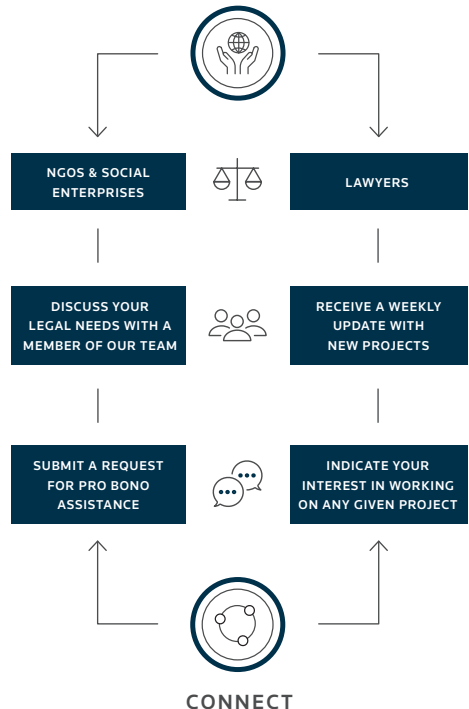 NGOS & SOCIAL
ENTERPRISES
LAWYERS
DISCUSS YOUR
LEGAL NEEDS WITH A
MEMBER OF OUR TEAM
RECEIVE A WEEKLY
UPDATE WITH
NEW PROJECTS
SUBMIT A REQUEST
FOR PRO BONO
ASSISTANCE
INDICATE YOUR
INTEREST IN WORKING
ON ANY GIVEN PROJECT
CONNECT